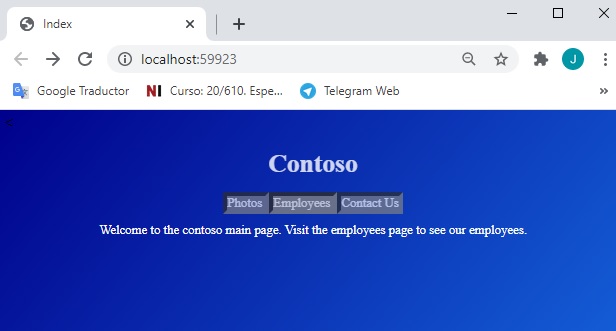 Index
localhost:59923
J
Google Traductor
NI Curso: 20/610. Espe...
Telegram Web
»
Contoso
Photos Employees Contact Us
Welcome to the contoso main page. Visit the employees page to see our employees.